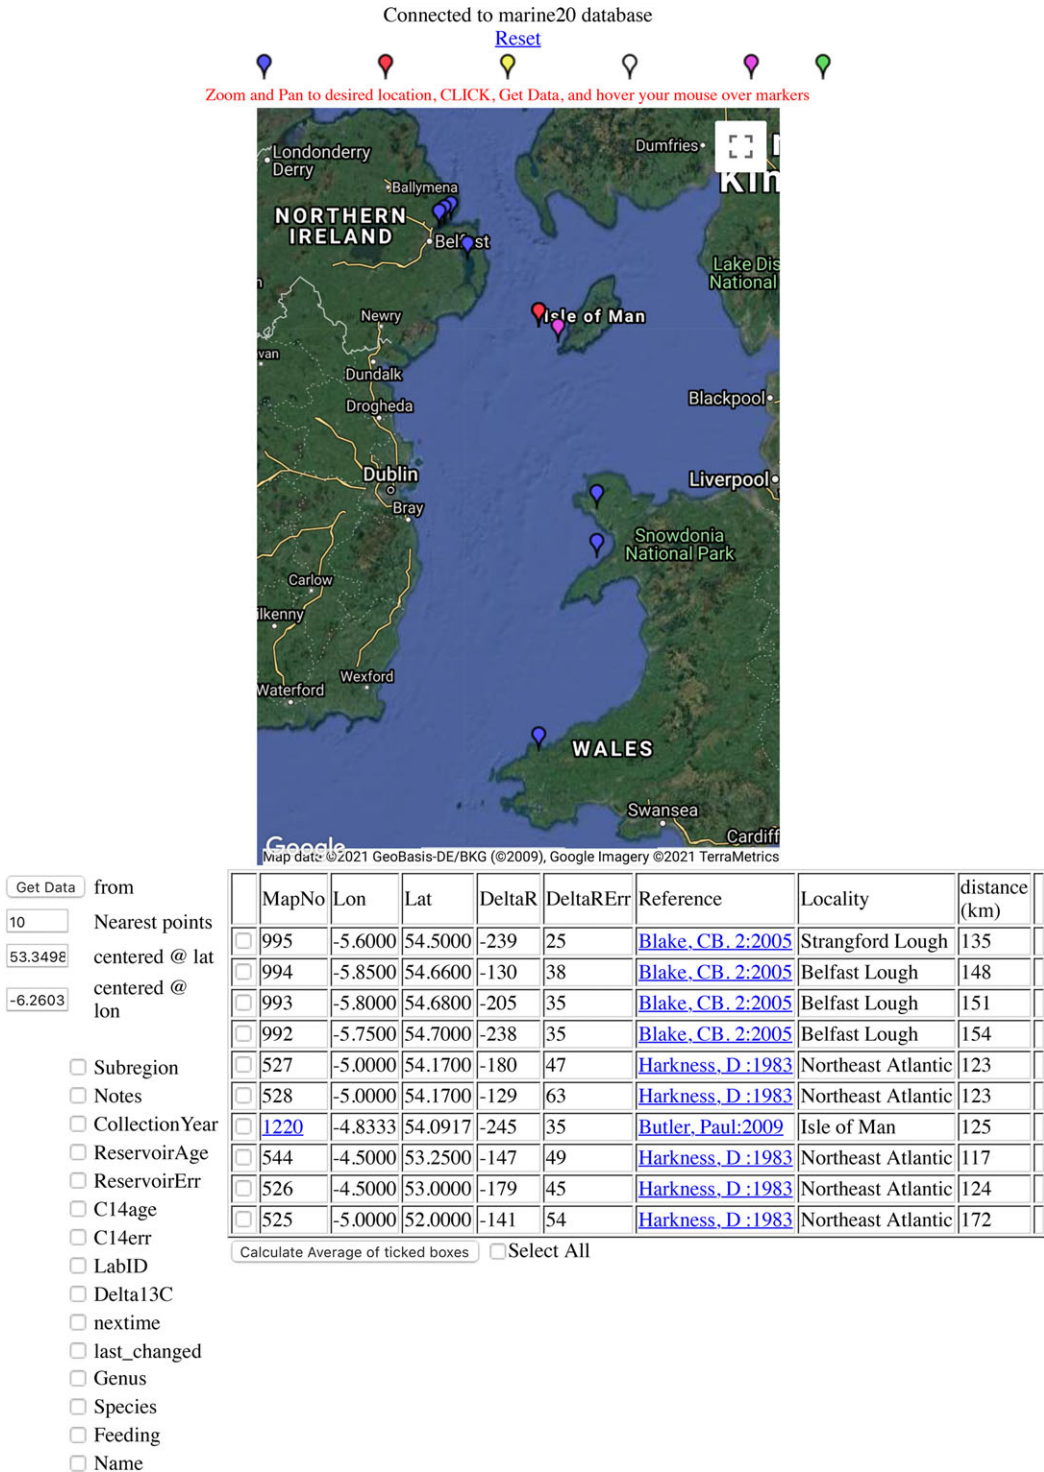 Connected to marine20 database
Reset
Zoom and Pan to desired location, CLICK, Get Data, and hover your mouse over markers
Londonderry
Derry
Dumfries
Ballymena
Kin
NORTHERN
IRELAND
Belfast
Lake Dis
National
Newry
Isle of Man
van
Dundalk
Blackpool
Drogheda
Dublin
Liverpool
Bray
Snowdonia
National Park
Carlow
ilkenny
Wexford
Waterford
WALES
Swansea
Cardiff
Google
Map data ©2021 GeoBasis-DE/BKG (©2009), Google Imagery ©2021 TerraMetrics
Get Data from
10 Nearest points
53.3498 centered @ lat
-6.2603 centered @
lon
Subregion
Notes
CollectionYear
ReservoirAge
ReservoirErr
C14age
C14err
LabID
Delta13C
nextime
last_changed
Genus
Species
Feeding
Name
MapNo Lon Lat DeltaR DeltaRErr Reference Locality distance
(km)
995 -5.6000 54.5000 -239 25 Blake, CB. 2:2005 Strangford Lough 135
994 -5.8500 54.6600 -130 38 Blake, CB. 2:2005 Belfast Lough 148
993 -5.8000 54.6800 -205 35 Blake, CB. 2:2005 Belfast Lough 151
992 -5.7500 54.7000 -238 35 Blake, CB. 2:2005 Belfast Lough 154
527 -5.0000 54.1700 -180 47 Harkness, D :1983 Northeast Atlantic 123
528 -5.0000 54.1700 -129 63 Harkness, D :1983 Northeast Atlantic 123
1220 -4.8333 54.0917 -245 35 Butler, Paul:2009 Isle of Man 125
544 -4.5000 53.2500 -147 49 Harkness, D :1983 Northeast Atlantic 117
526 -4.5000 53.0000 -179 45 Harkness, D :1983 Northeast Atlantic 124
525 -5.0000 52.0000 -141 54 Harkness, D :1983 Northeast Atlantic 172
Calculate Average of ticked boxes Select All